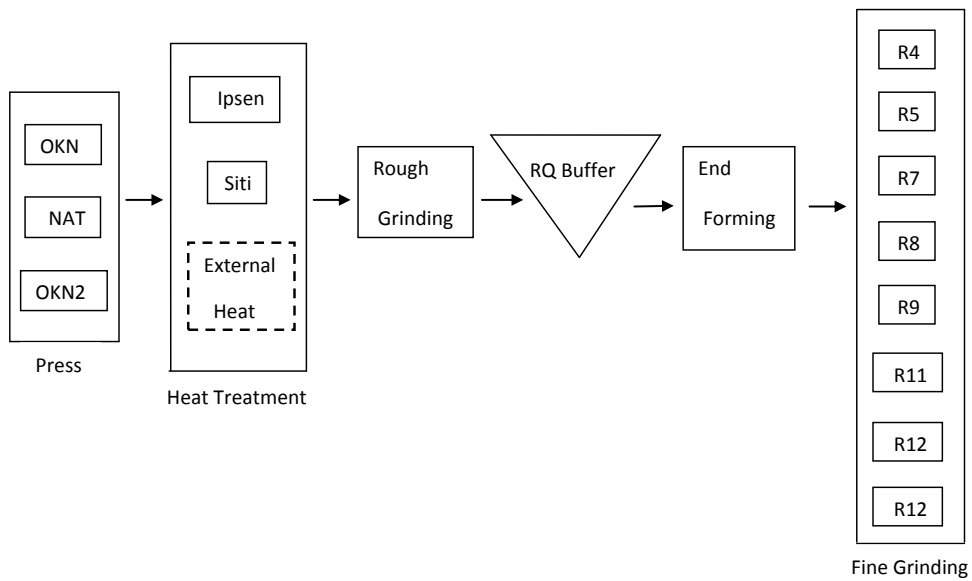 OKN
NAT
OKN2
Press
Ipsen
Siti
External
Heat
Heat Treatment
Rough
Grinding
RQ Buffer
End
Forming
R4
R5
R7
R8
R9
R11
R12
R12
Fine Grinding